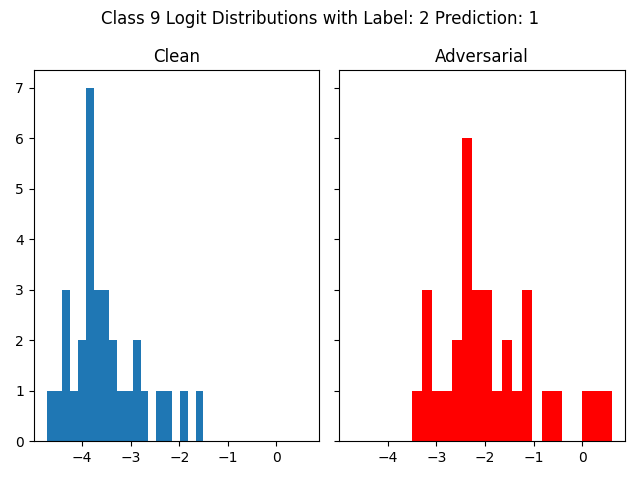 Class 9 Logit Distributions with Label: 2 Prediction: 1
Clean
Adversarial
7
6
5
4
3
2
1
0
−4 −3 −2 −1 0
−4 −3 −2 −1 0